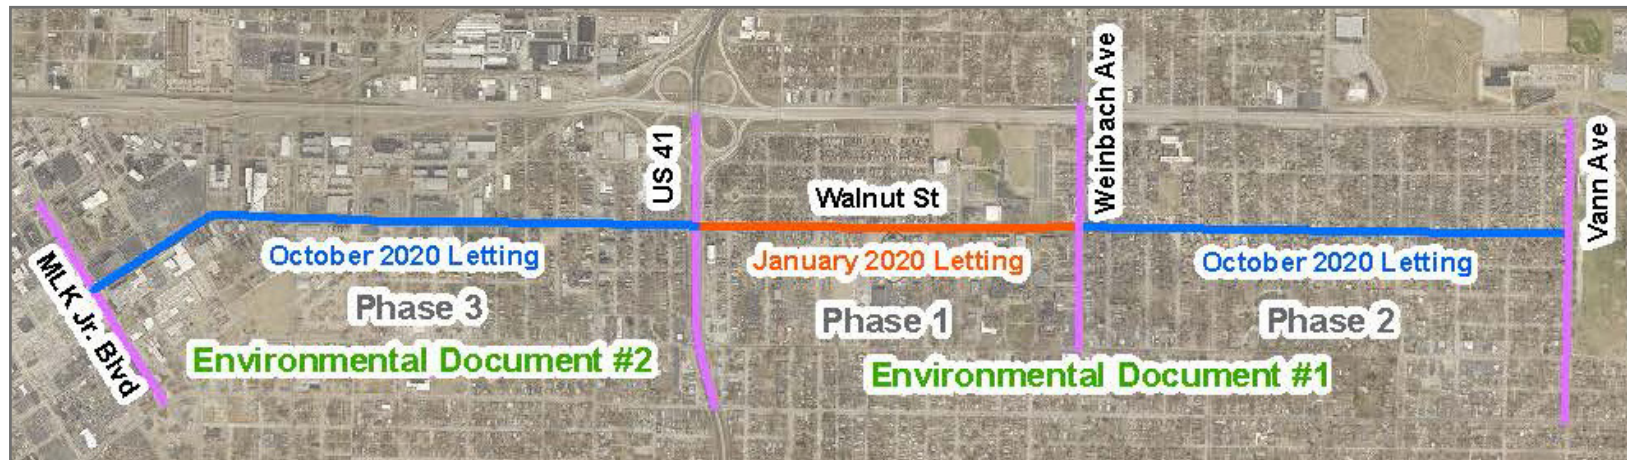 MLK Jr. Blvd
October 2020 Letting
Phase 3
Environmental Document #2
US 41
Walnut St
January 2020 Letting
Phase 1
Environmental Document #1
Weinbach Ave
October 2020 Letting
Phase 2
Vann Ave